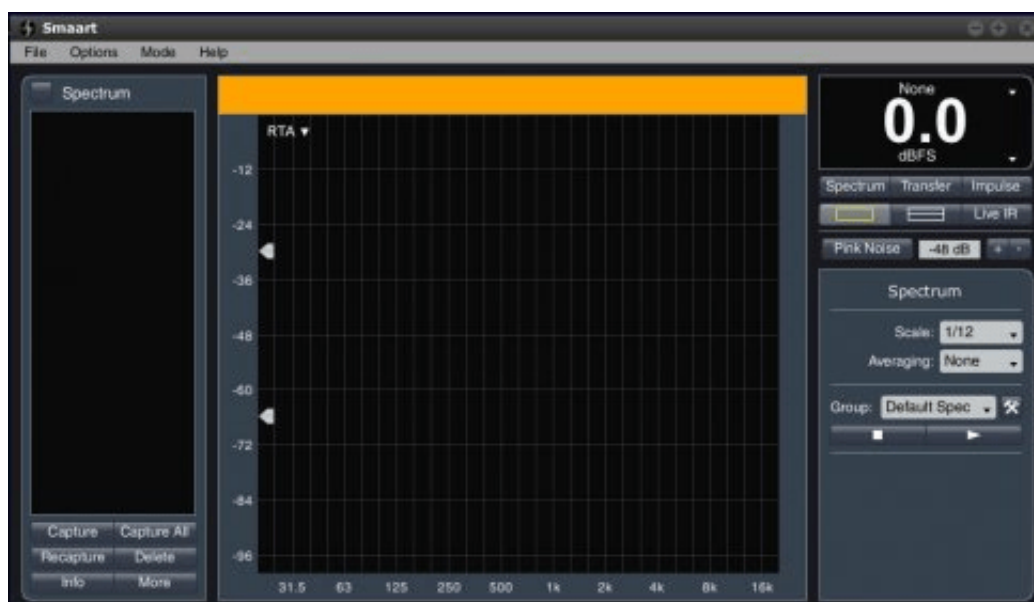 Smaart
File Options Mode Help
Spectrum
Capture Capture All
Recapture Delete
Info More
RTA
-12
-24
-36
-48
-60
-72
-84
-96
31.5 63 125 250 500 1k 2k 4k 8k 16k
None
0.0
dBFS
Spectrum Transfer Impulse
Live IR
Pink Noise -48 dB + -
Spectrum
Scale: 1/12
Averaging: None
Group: Default Spec